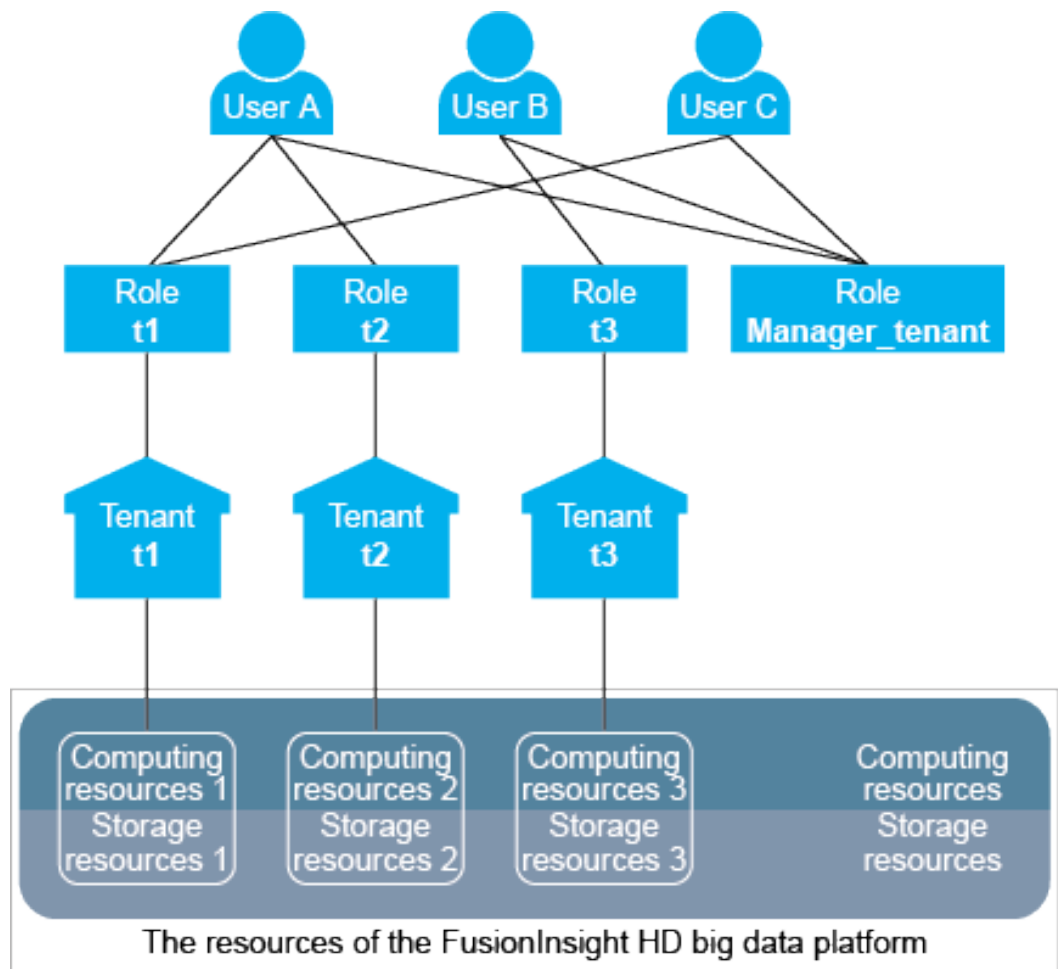 User A
User B
User C
Role
t1
Role
t2
Role
t3
Role
Manager_tenant
Tenant
t1
Tenant
t2
Tenant
t3
Computing
resources 1
Storage
resources 1
Computing
resources 2
Storage
resources 2
Computing
resources 3
Storage
resources 3
Computing
resources
Storage
resources
The resources of the FusionInsight HD big data platform